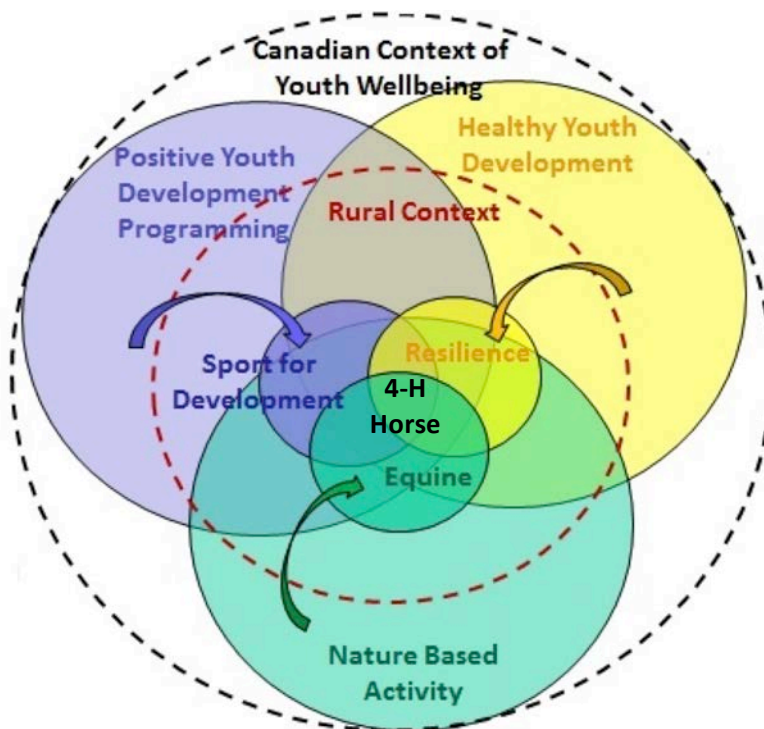 Canadian Context of
Youth Wellbeing
Positive Youth
Development
Programming
Healthy Youth
Development
Rural Context
Sport for
Development
Resilience
4-H
Horse
Equine
Nature Based
Activity